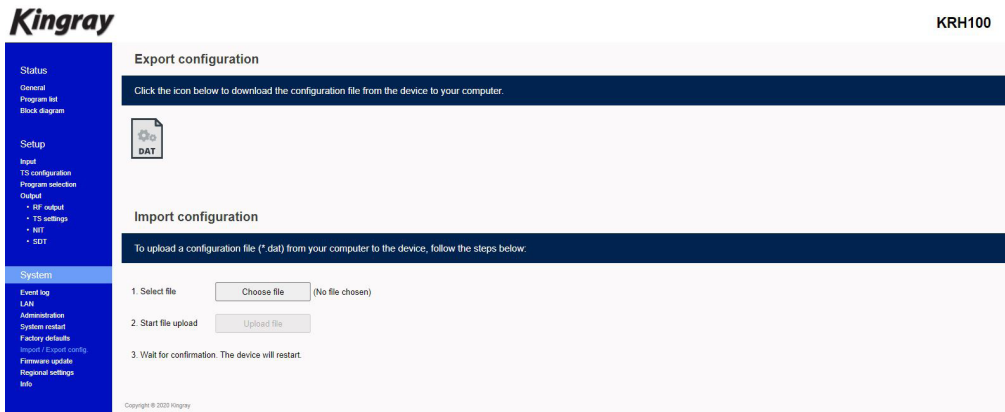 Kingray
KRH100
Status
General
Program list
Block diagram
Setup
Input
TS configuration
Program selection
Output
• RF output
• TS settings
• NIT
• SDT
System
Event log
LAN
Administration
System restart
Factory defaults
Import / Export config.
Firmware update
Regional settings
Info
Export configuration
Click the icon below to download the configuration file from the device to your computer.
DAT
Import configuration
To upload a configuration file (*.dat) from your computer to the device, follow the steps below:
1. Select file Choose file (No file chosen)
2. Start file upload Upload file
3. Wait for confirmation. The device will restart.
Copyright © 2020 Kingray